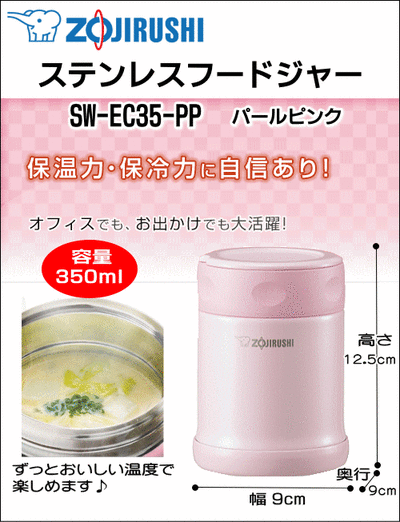 ZOJIRUSHI
ステンレスフードジャー
SW-EC35-PP パールピンク
保温力・保冷力に自信あり!
オフィスでも、お出かけでも大活躍!
容量
350ml
ZOJIRUSHI
高さ
12.5cm
ずっとおいしい温度で
楽しめます♪
奥行
9cm
幅 9cm